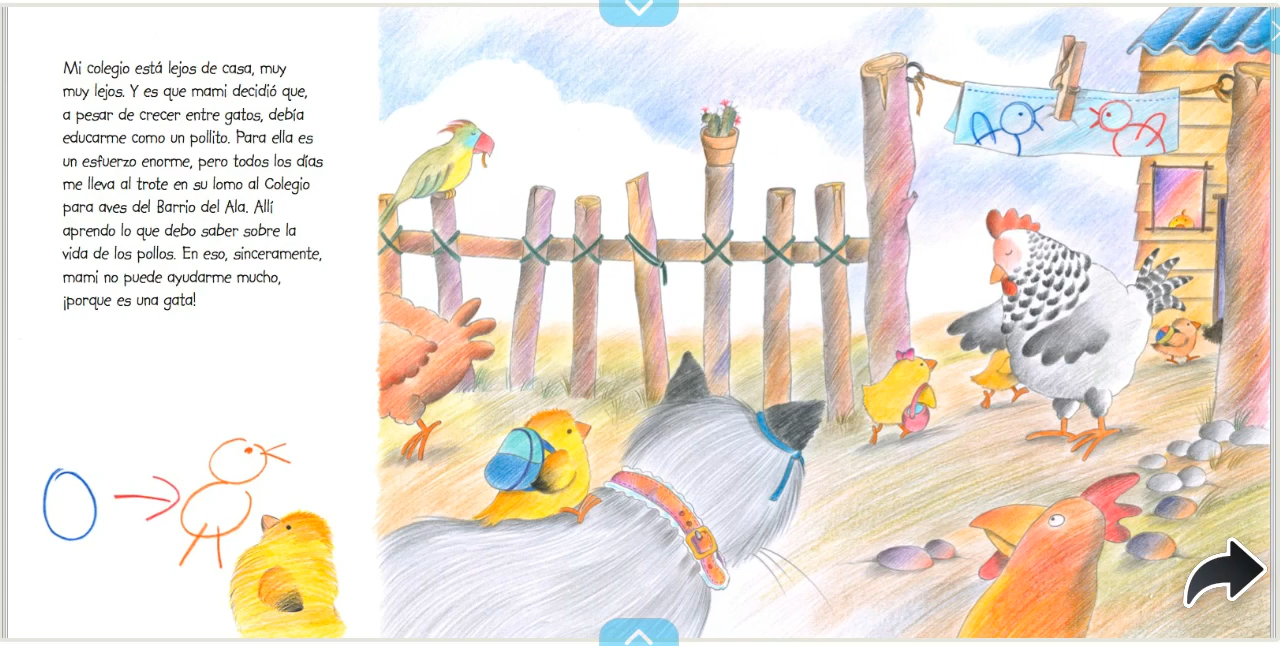 Mi colegio está lejos de casa, muy
muy lejos. Y es que mami decidió que,
a pesar de crecer entre gatos, debía
educarme como un pollito. Para ella es
un esfuerzo enorme, pero todos los días
me lleva al trote en su lomo al Colegio
para aves del Barrio del Ala. Allí
aprendo lo que debo saber sobre la
vida de los pollos. En eso, sinceramente,
mami no puede ayudarme mucho,
¡porque es una gata!